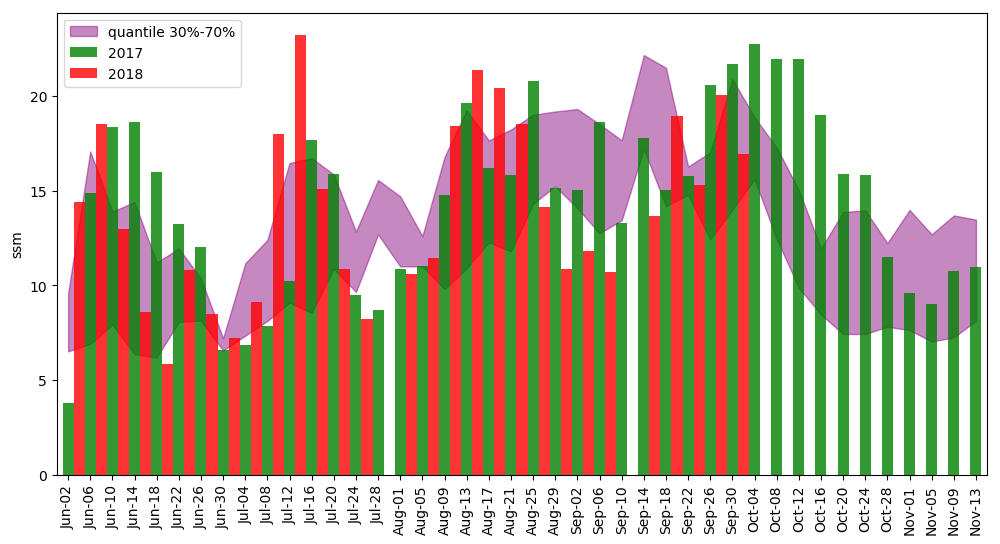 quantile 30%-70%
2017
2018
ssm
20
15
10
5
0
Jun-02
Jun-06
Jun-10
Jun-14
Jun-18
Jun-22
Jun-26
Jun-30
Jul-04
Jul-08
Jul-12
Jul-16
Jul-20
Jul-24
Jul-28
Aug-01
Aug-05
Aug-09
Aug-13
Aug-17
Aug-21
Aug-25
Aug-29
Sep-02
Sep-06
Sep-10
Sep-14
Sep-18
Sep-22
Sep-26
Sep-30
Oct-04
Oct-08
Oct-12
Oct-16
Oct-20
Oct-24
Oct-28
Nov-01
Nov-05
Nov-09
Nov-13